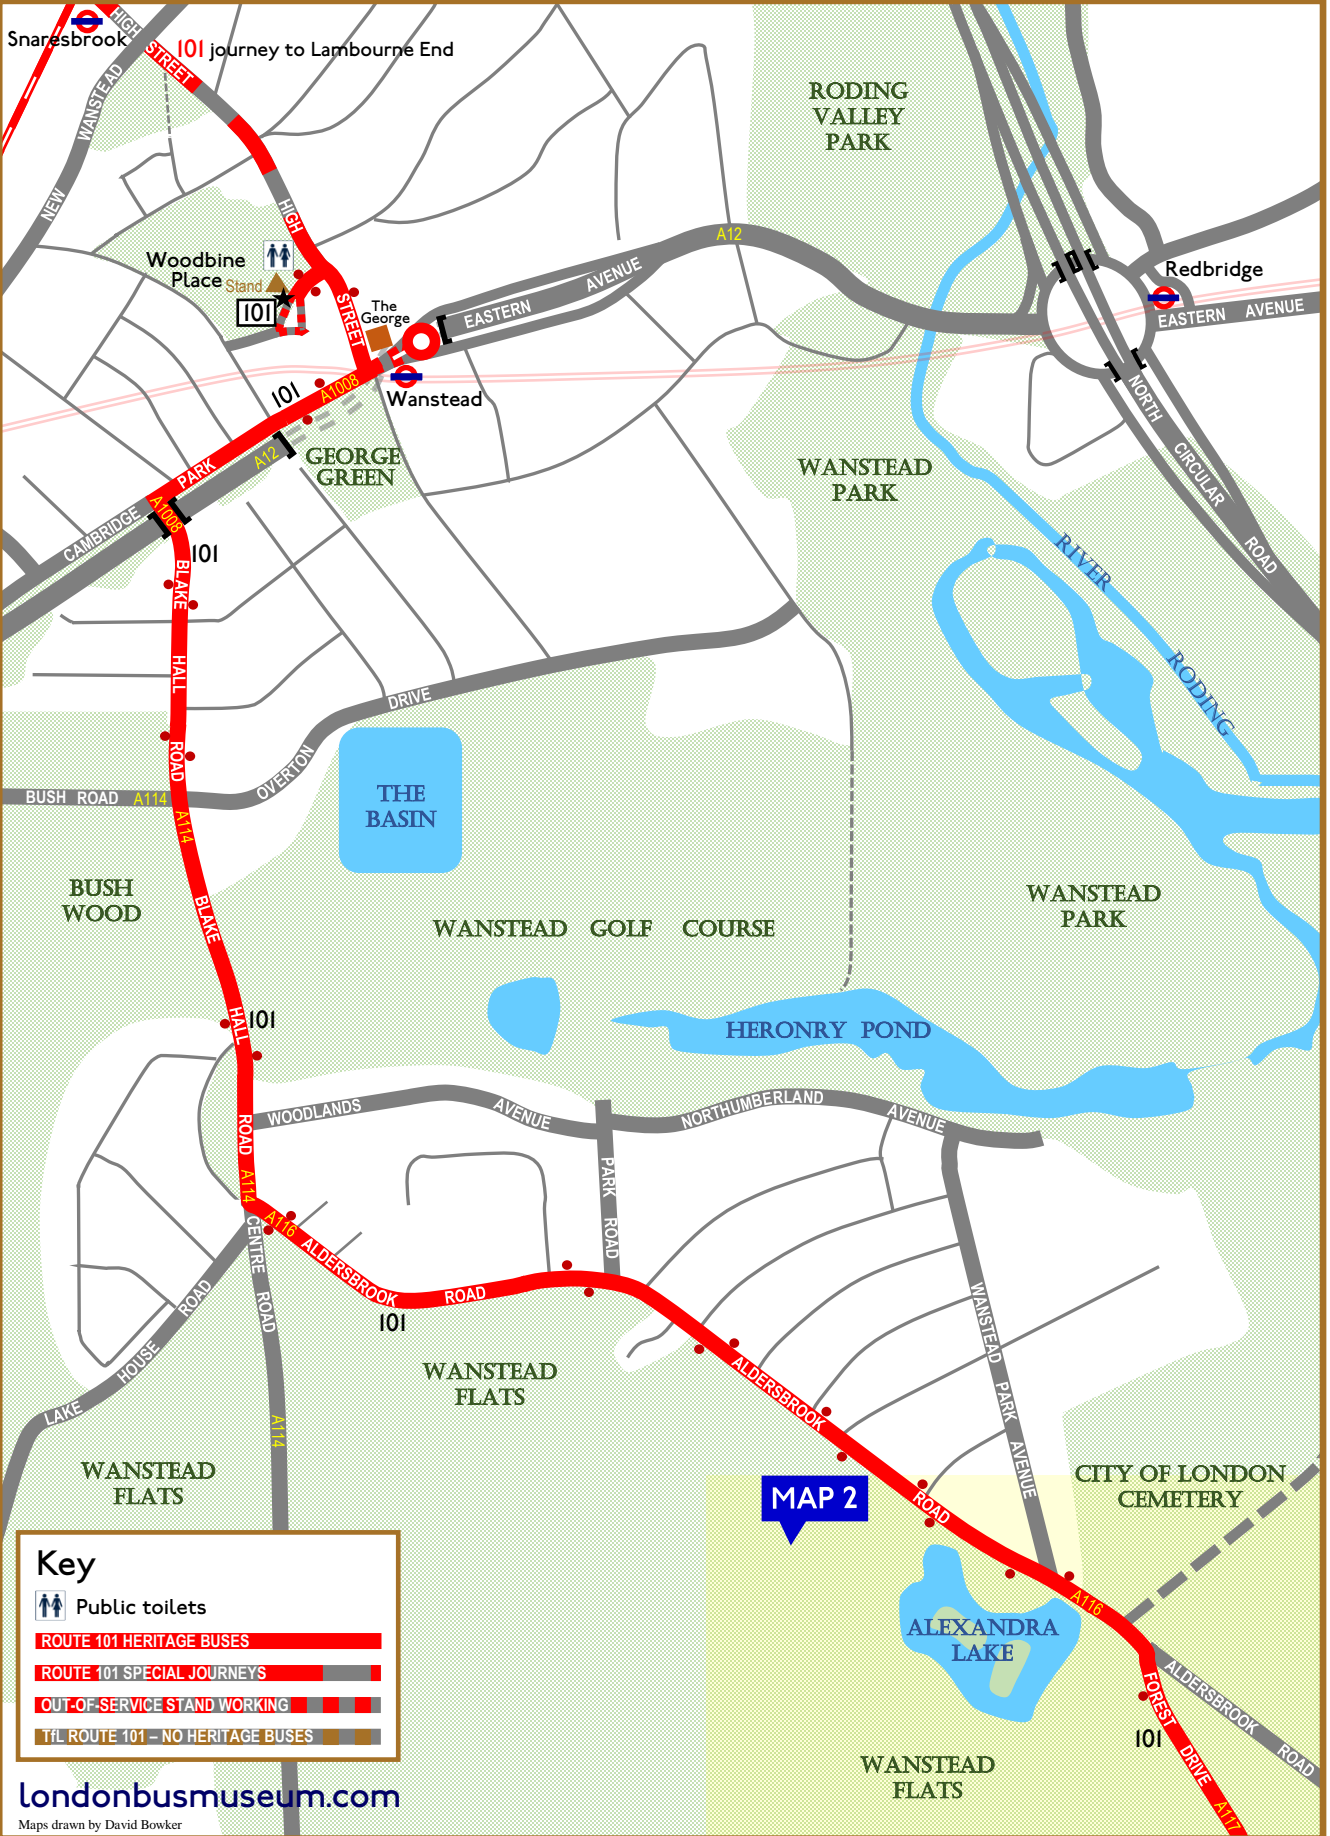 Snaresbrook
HIGH
STREET
101 journey to Lambourne End
NEW
WANSTEAD
RODING
VALLEY
PARK
HIGH
STREET
A12
Woodbine
Place
Stand
101
The
George
EASTERN
AVENUE
Redbridge
EASTERN AVENUE
101
A1008
Wanstead
NORTH
CIRCULAR
ROAD
GEORGE
GREEN
A12
PARK
CAMBRIDGE
A1008
WANSTEAD
PARK
101
BLAKE
HALL
ROAD
RIVER
RODING
DRIVE
OVERTON
BUSH ROAD
A114
A114
THE
BASIN
BUSH
WOOD
BLAKE
HALL
ROAD
WANSTEAD GOLF COURSE
WANSTEAD
PARK
101
HERONRY POND
WOODLANDS
AVENUE
NORTHUMBERLAND
AVENUE
PARK
ROAD
A114
A116
CENTRE
ROAD
ALDERSBROOK
ROAD
101
LAKE
HOUSE
ROAD
A114
WANSTEAD
FLATS
WANSTEAD
PARK
AVENUE
ALDERSBROOK
ROAD
WANSTEAD
FLATS
CITY OF LONDON
CEMETERY
MAP 2
A116
ALEXANDRA
LAKE
ALDERSBROOK
ROAD
FOREST
DRIVE
101
A117
WANSTEAD
FLATS
Key
Public toilets
ROUTE 101 HERITAGE BUSES
ROUTE 101 SPECIAL JOURNEYS
OUT-OF-SERVICE STAND WORKING
TfL ROUTE 101 – NO HERITAGE BUSES
londonbusmuseum.com
Maps drawn by David Bowker